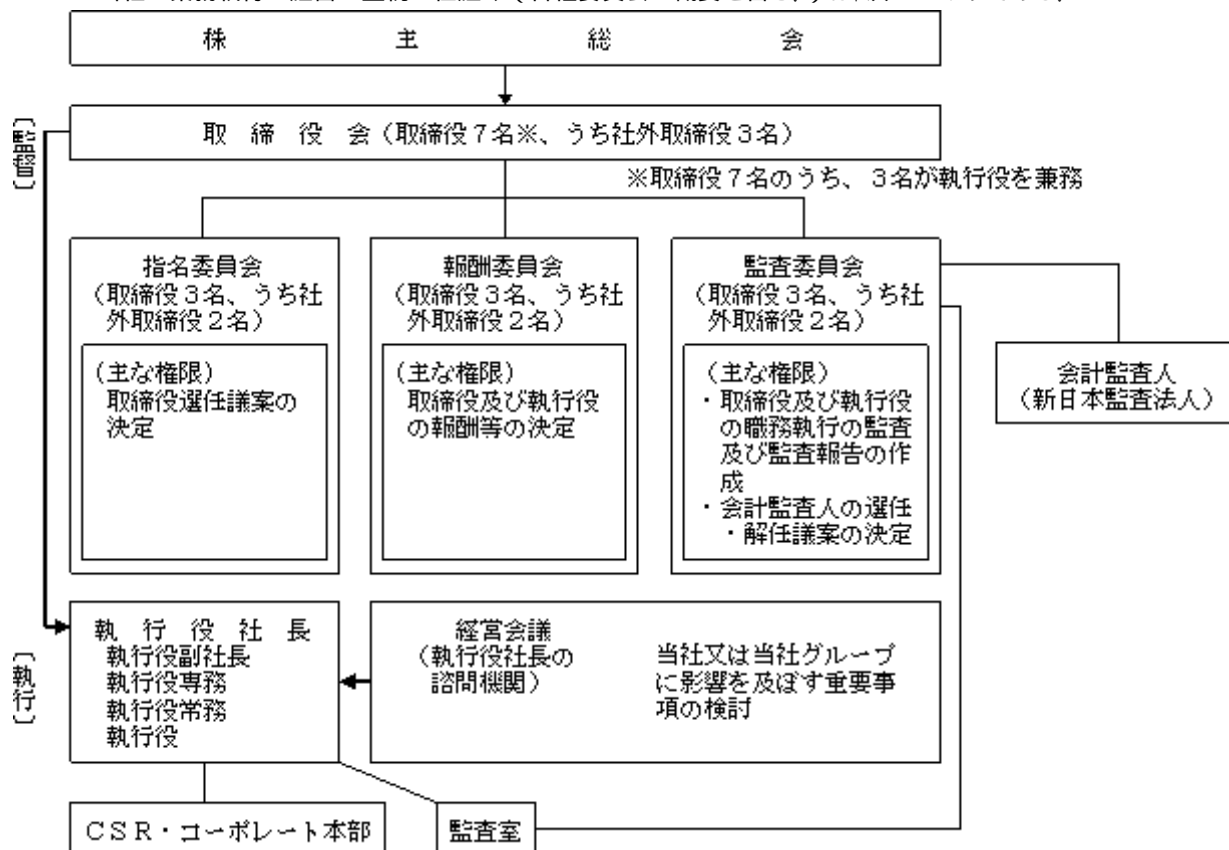 株主総会
取締役会（取締役７名※、うち社外取締役３名）
〔監督〕
※取締役７名のうち、３名が執行役を兼務
指名委員会
（取締役３名、うち社
外取締役２名）
（主な権限）
取締役選任議案の
決定
報酬委員会
（取締役３名、うち社
外取締役２名）
（主な権限）
取締役及び執行役
の報酬等の決定
監査委員会
（取締役３名、うち社
外取締役２名）
（主な権限）
・取締役及び執行役
の職務執行の監査
及び監査報告の作
成
・会計監査人の選任
・解任議案の決定
会計監査人
（新日本監査法人）
〔執行〕
執行役社長
執行役副社長
執行役専務
執行役常務
執行役
経営会議
（執行役社長の
諮問機関）
当社又は当社グループ
に影響を及ぼす重要事
項の検討
ＣＳＲ・コーポレート本部
監査室